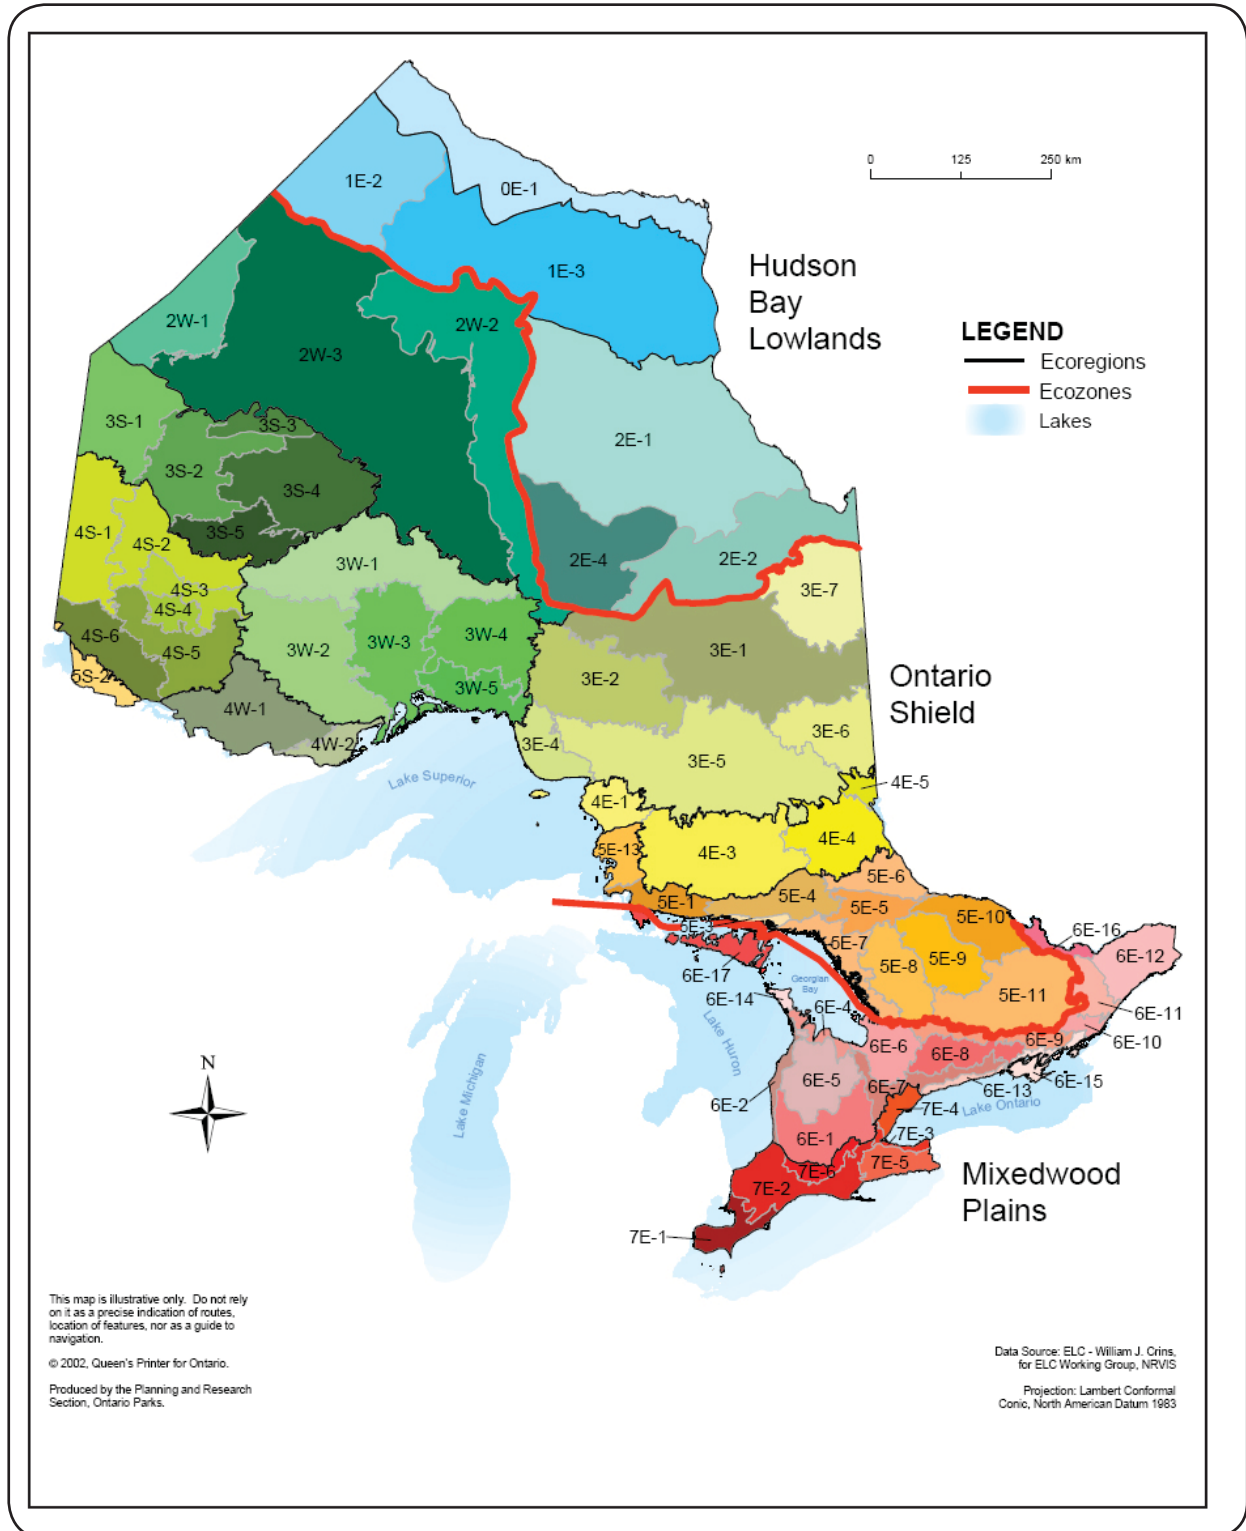 0 125 250 km
1E-2
0E-1
1E-3
Hudson
Bay
Lowlands
2W-1
2W-2
2W-3
LEGEND
Ecoregions
Ecozones
Lakes
3S-1
3S-3
2E-1
3S-2
3S-4
4S-1
3S-5
4S-2
2E-4
2E-2
3W-1
4S-3
3E-7
4S-4
4S-6
3W-4
3W-3
3W-2
4S-5
3E-1
5S-2
3E-2
3W-5
Ontario
Shield
4W-1
3E-6
4W-2
3E-4
3E-5
Lake Superior
4E-5
4E-1
4E-4
5E-13
4E-3
5E-6
5E-4
5E-1
5E-5
5E-10
5E-3
6E-16
5E-7
6E-12
5E-9
5E-8
6E-17
Georgian
Bay
5E-11
6E-14
6E-4
6E-11
Lake Huron
6E-9
6E-10
6E-6
6E-8
N
Lake Michigan
6E-5
6E-7
6E-15
6E-13
6E-2
7E-4
Lake Ontario
7E-3
6E-1
7E-5
7E-6
Mixedwood
Plains
7E-2
7E-1
This map is illustrative only. Do not rely
on it as a precise indication of routes,
location of features, nor as a guide to
navigation.
© 2002, Queen's Printer for Ontario.
Produced by the Planning and Research
Section, Ontario Parks.
Data Source: ELC - William J. Crins,
for ELC Working Group, NRVIS
Projection: Lambert Conformal
Conic, North American Datum 1983